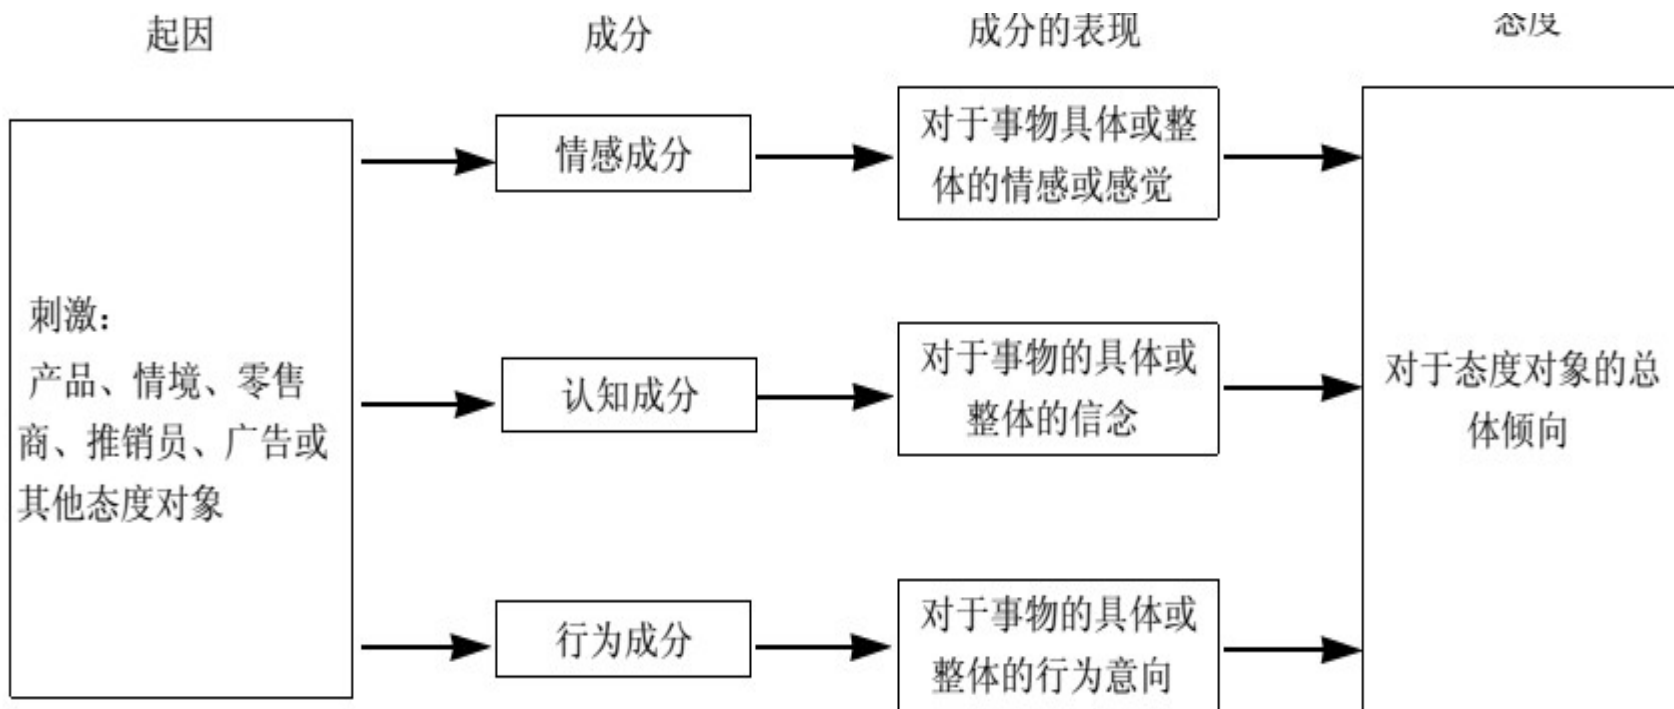 起因
成分
成分的表现
态度
刺激：
产品、情境、零售
商、推销员、广告或
其他态度对象
情感成分
对于事物具体或整
体的情感或感觉
认知成分
对于事物的具体或
整体的信念
行为成分
对于事物的具体或
整体的行为意向
对于态度对象的总
体倾向